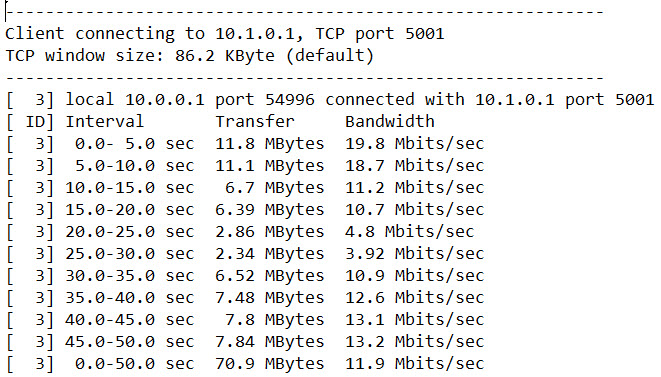 ------------------------------------------------------------
Client connecting to 10.1.0.1, TCP port 5001
TCP window size: 86.2 KByte (default)
------------------------------------------------------------
[  3] local 10.0.0.1 port 54996 connected with 10.1.0.1 port 5001
[ ID] Interval       Transfer     Bandwidth
[  3]  0.0- 5.0 sec  11.8 MBytes  19.8 Mbits/sec
[  3]  5.0-10.0 sec  11.1 MBytes  18.7 Mbits/sec
[  3] 10.0-15.0 sec   6.7 MBytes  11.2 Mbits/sec
[  3] 15.0-20.0 sec  6.39 MBytes  10.7 Mbits/sec
[  3] 20.0-25.0 sec  2.86 MBytes  4.8 Mbits/sec
[  3] 25.0-30.0 sec  2.34 MBytes  3.92 Mbits/sec
[  3] 30.0-35.0 sec  6.52 MBytes  10.9 Mbits/sec
[  3] 35.0-40.0 sec  7.48 MBytes  12.6 Mbits/sec
[  3] 40.0-45.0 sec   7.8 MBytes  13.1 Mbits/sec
[  3] 45.0-50.0 sec  7.84 MBytes  13.2 Mbits/sec
[  3]  0.0-50.0 sec  70.9 MBytes  11.9 Mbits/sec